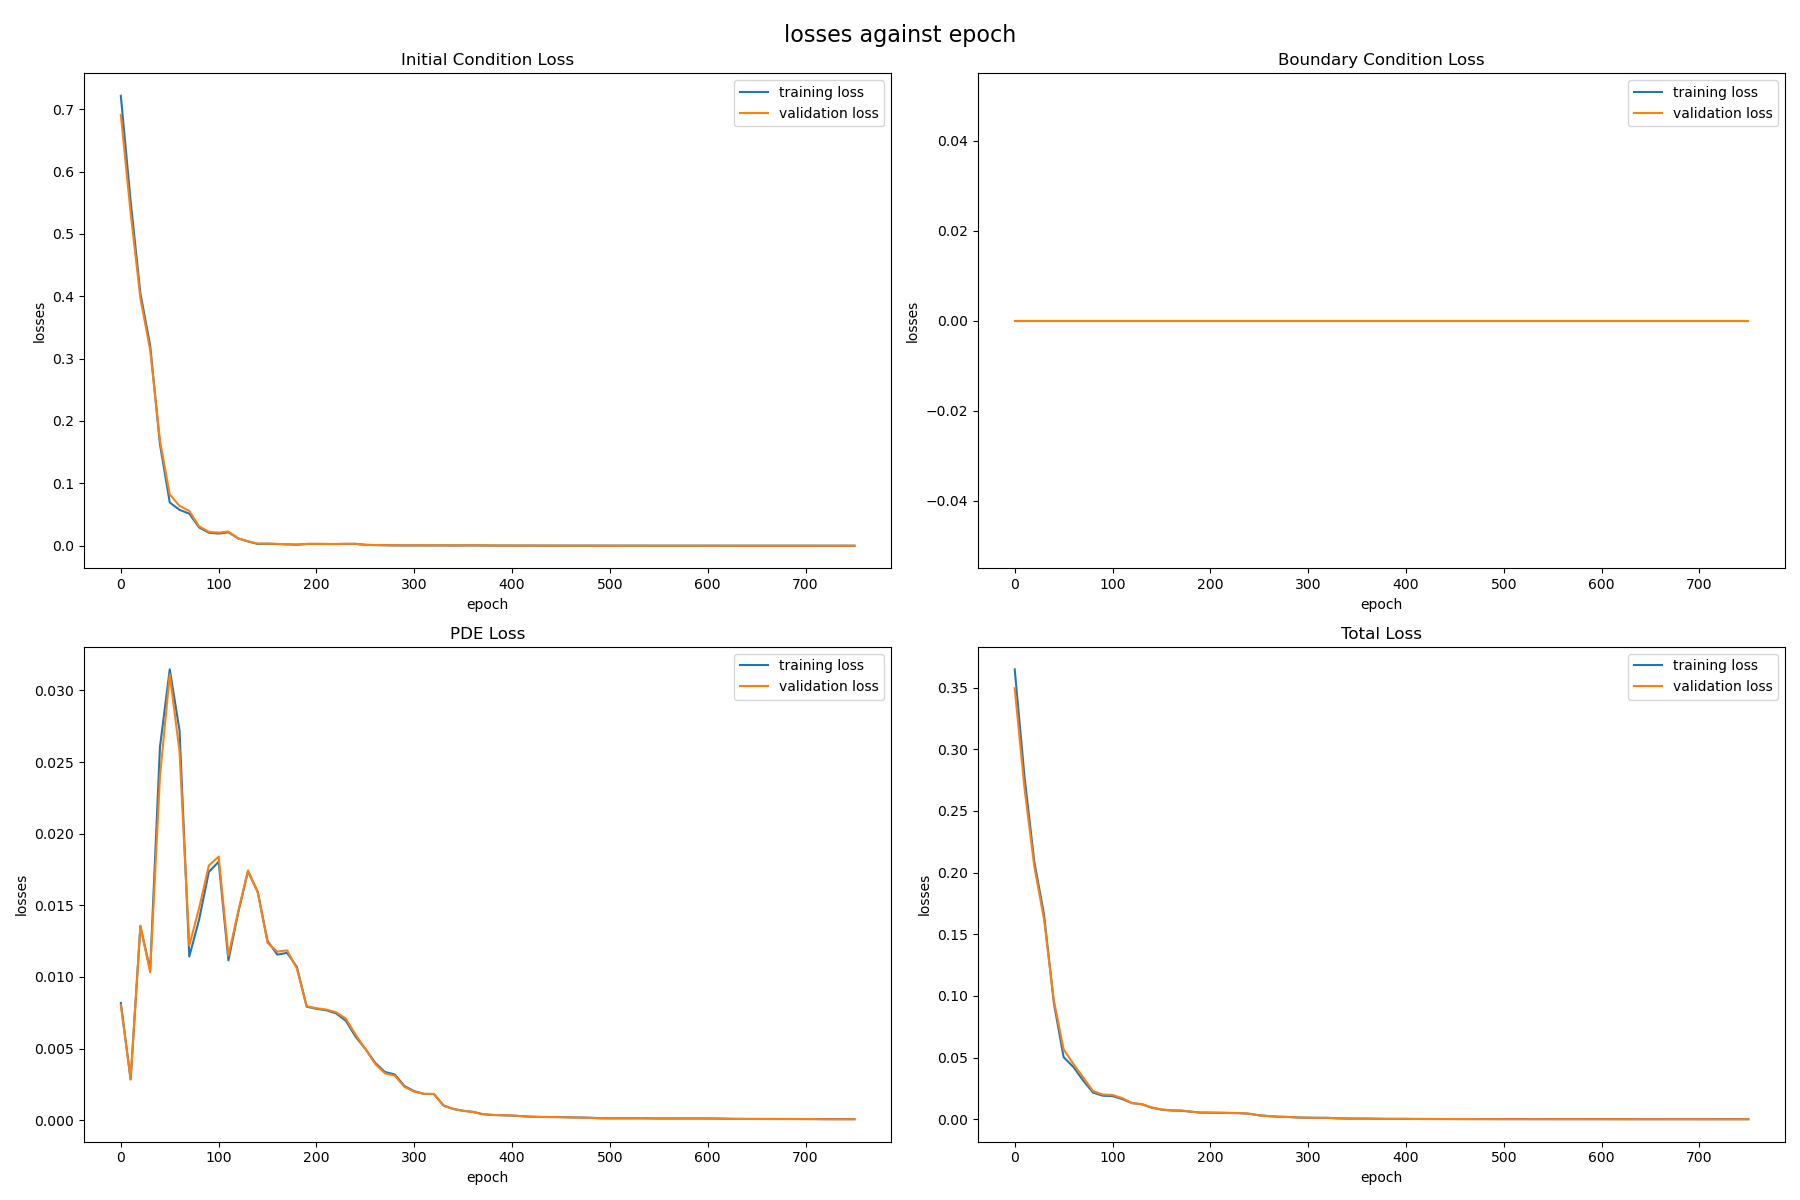 losses against epoch
Initial Condition Loss
training loss
validation loss
0.7
0.6
0.5
0.4
0.3
0.2
0.1
0.0
losses
0 100 200 300 400 500 600 700
epoch
Boundary Condition Loss
training loss
validation loss
0.04
0.02
0.00
−0.02
−0.04
losses
0 100 200 300 400 500 600 700
epoch
PDE Loss
training loss
validation loss
0.030
0.025
0.020
0.015
0.010
0.005
0.000
losses
0 100 200 300 400 500 600 700
epoch
Total Loss
training loss
validation loss
0.35
0.30
0.25
0.20
0.15
0.10
0.05
0.00
losses
0 100 200 300 400 500 600 700
epoch